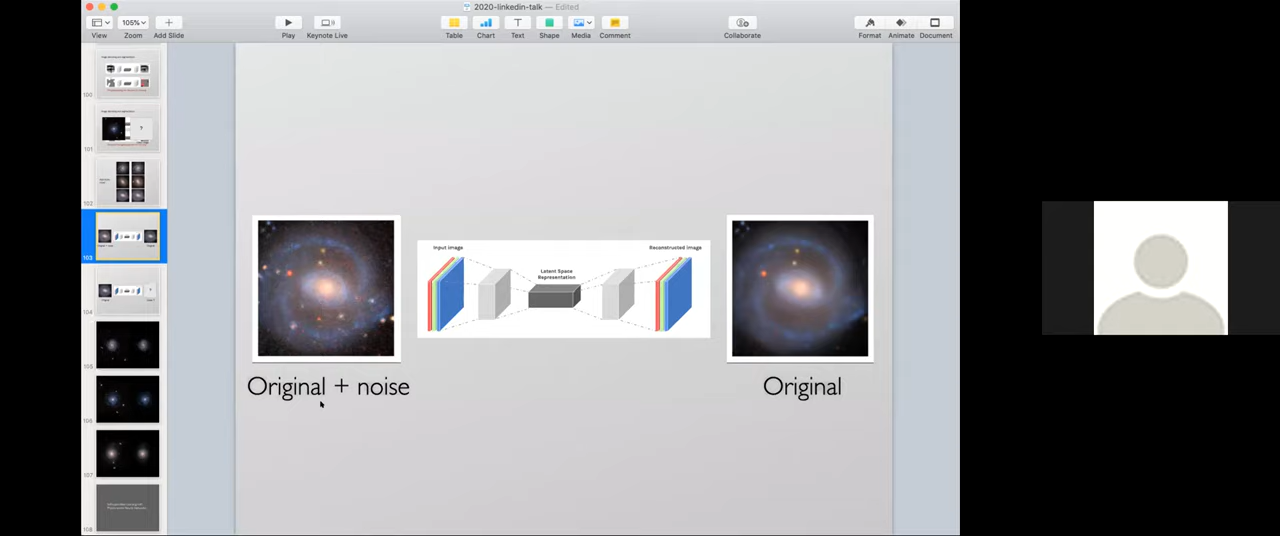 2020-linkedin-talk — Edited
105%
View
Zoom
Add Slide
Play
Keynote Live
Table
Chart
Text
Shape
Media
Comment
Collaborate
Format
Animate
Document
100
101
102
103
104
105
106
107
108
?
Input image
Latent Space
Representation
Reconstructed image
Original + noise
Original